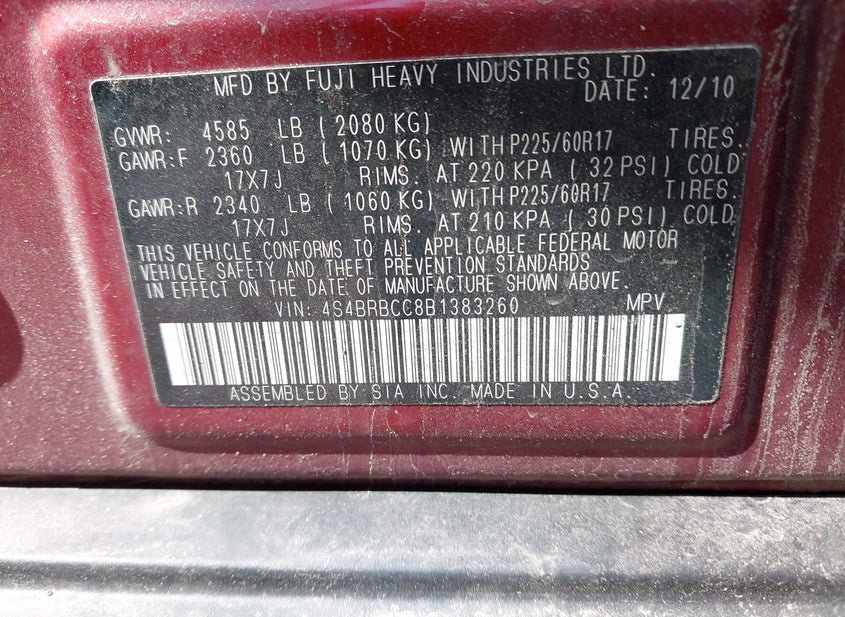 MFD BY FUJI HEAVY INDUSTRIES LTD.
DATE: 12/10
GVWR: 4585 LB (2080 KG)
GAWR:F 2360 LB (1070 KG) WITH P225/60R17 TIRES.
17X7J RIMS. AT 220 KPA (32 PSI) COLD
GAWR:R 2340 LB (1060 KG) WITH P225/60R17 TIRES.
17X7J RIMS. AT 210 KPA (30 PSI) COLD
THIS VEHICLE CONFORMS TO ALL APPLICABLE FEDERAL MOTOR
VEHICLE SAFETY AND THEFT PREVENTION STANDARDS
IN EFFECT ON THE DATE OF MANUFACTURE SHOWN ABOVE.
VIN: 4S4BRBCC8B1383260 MPV
ASSEMBLED BY SIA INC. MADE IN U.S.A.